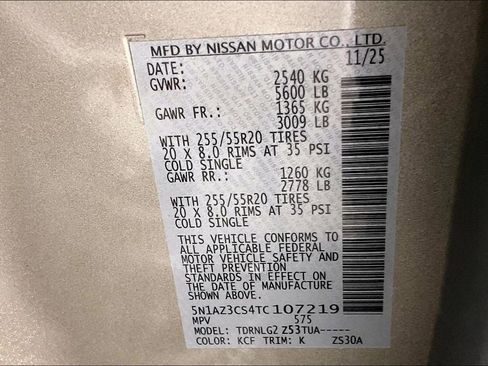 MFD BY NISSAN MOTOR CO., LTD.
DATE: 11/25
GVWR: 2540 KG
5600 LB
GAWR FR.: 1365 KG
3009 LB
WITH 255/55R20 TIRES
20 X 8.0 RIMS AT 35 PSI
COLD SINGLE
GAWR RR.: 1260 KG
2778 LB
WITH 255/55R20 TIRES
20 X 8.0 RIMS AT 35 PSI
COLD SINGLE
THIS VEHICLE CONFORMS TO
ALL APPLICABLE FEDERAL
MOTOR VEHICLE SAFETY AND
THEFT PREVENTION
STANDARDS IN EFFECT ON
THE DATE OF MANUFACTURE
SHOWN ABOVE.
5N1AZ3CS4TC107219
MPV 575
MODEL: TDRNLG2 Z53TUA-----
COLOR: KCF TRIM: K ZS30A